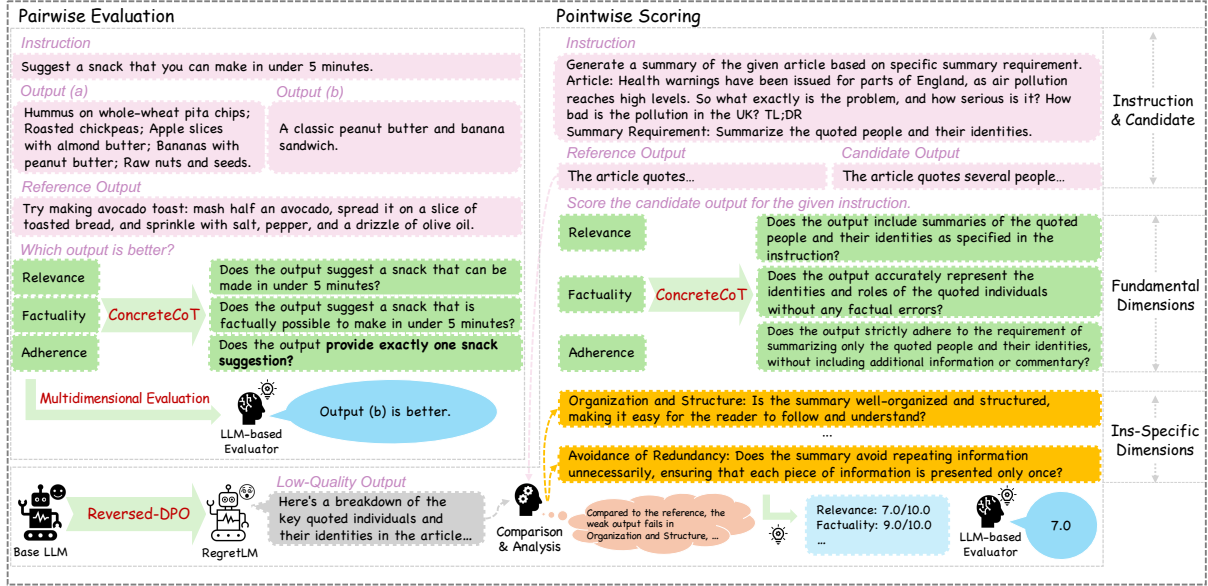 Pairwise Evaluation
Instruction
Suggest a snack that you can make in under 5 minutes.
Output (a)
Hummus on whole-wheat pita chips;
Roasted chickpeas; Apple slices
with almond butter; Bananas with
peanut butter; Raw nuts and seeds.
Output (b)
A classic peanut butter and banana
sandwich.
Reference Output
Try making avocado toast: mash half an avocado, spread it on a slice of
toasted bread, and sprinkle with salt, pepper, and a drizzle of olive oil.
Which output is better?
Relevance
Factuality
Adherence
ConcreteCoT
Does the output suggest a snack that can be
made in under 5 minutes?
Does the output suggest a snack that is
factually possible to make in under 5 minutes?
Does the output provide exactly one snack
suggestion?
Multidimensional Evaluation
LLM-based
Evaluator
Output (b) is better.
Pointwise Scoring
Instruction
Generate a summary of the given article based on specific summary requirement.
Article: Health warnings have been issued for parts of England, as air pollution
reaches high levels. So what exactly is the problem, and how serious is it? How
bad is the pollution in the UK? TL;DR
Summary Requirement: Summarize the quoted people and their identities.
Reference Output
The article quotes...
Candidate Output
The article quotes several people...
Score the candidate output for the given instruction.
Relevance
Factuality
Adherence
ConcreteCoT
Does the output include summaries of the quoted
people and their identities as specified in the
instruction?
Does the output accurately represent the
identities and roles of the quoted individuals
without any factual errors?
Does the output strictly adhere to the requirement of
summarizing only the quoted people and their identities,
without including additional information or commentary?
Organization and Structure: Is the summary well-organized and structured,
making it easy for the reader to follow and understand?
...
Avoidance of Redundancy: Does the summary avoid repeating information
unnecessarily, ensuring that each piece of information is presented only once?
Instruction
& Candidate
Fundamental
Dimensions
Ins-Specific
Dimensions
Base LLM
Reversed-DPO
RegretLM
Low-Quality Output
Here's a breakdown of the
key quoted individuals and
their identities in the article...
Comparison
& Analysis
Compared to the reference, the
weak output fails in
Organization and Structure, ...
Relevance: 7.0/10.0
Factuality: 9.0/10.0
...
LLM-based
Evaluator
7.0